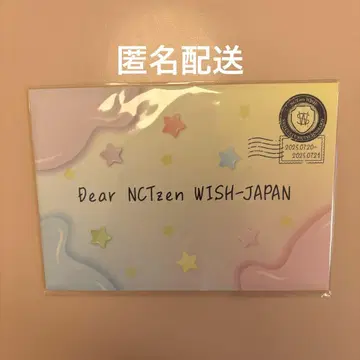 匿名配送
Dear NCTzen WISH-JAPAN